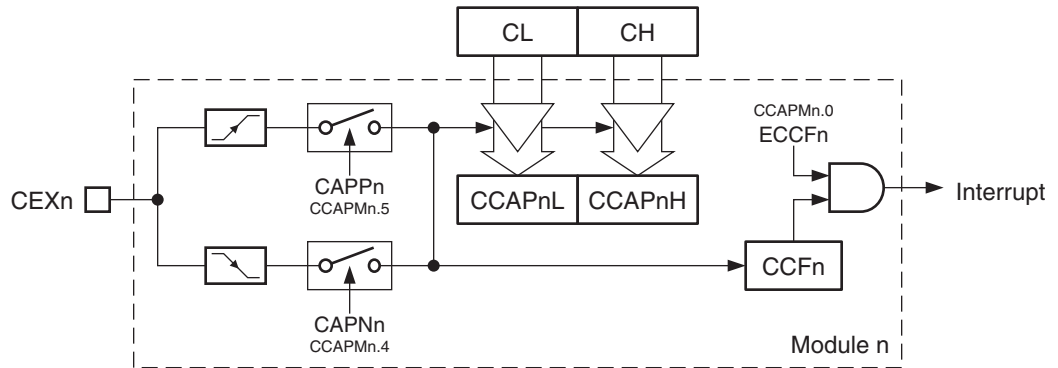 CL CH
CCAPMn.0
ECCFn
CEXn
CAPPn
CCAPMn.5
CCAPnL CCAPnH
Interrupt
CCFn
CAPNn
CCAPMn.4
Module n